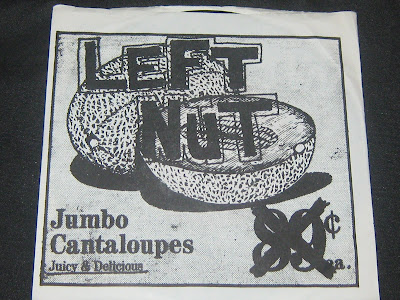 LEFT
NUT
Jumbo
Cantaloupes
Juicy & Delicious
¢
ea.